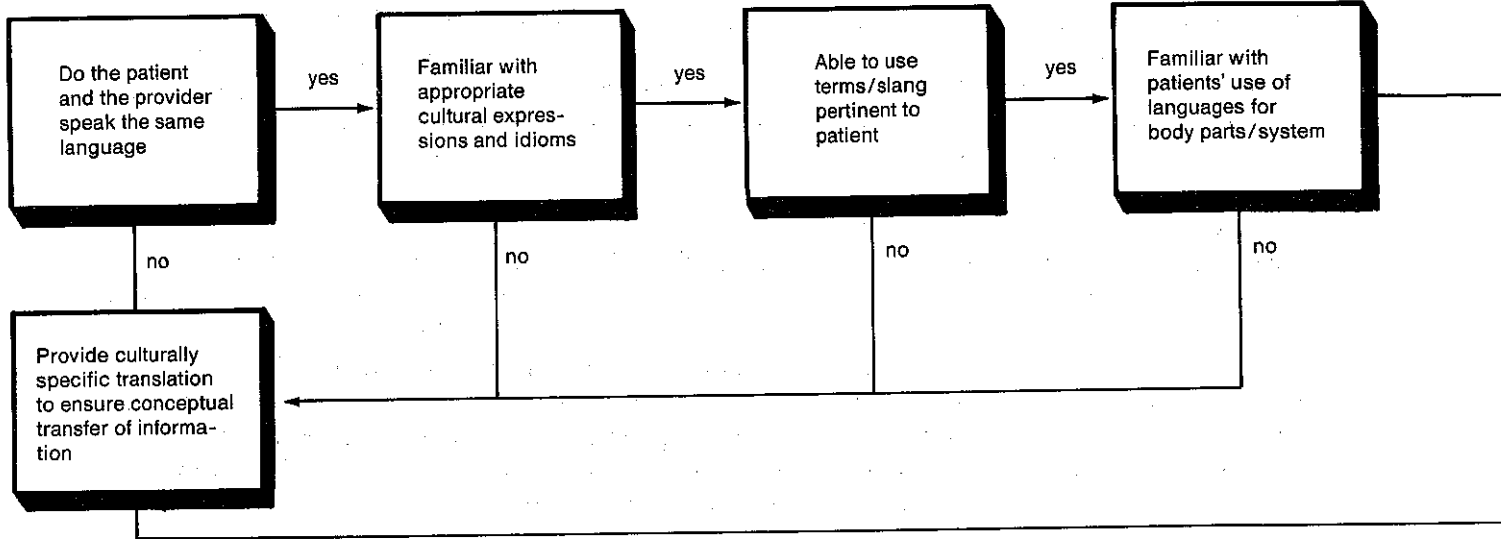 Do the patient
and the provider
speak the same
language
yes
Familiar with
appropriate
cultural expres-
sions and idioms
yes
Able to use
terms/slang
pertinent to
patient
yes
Familiar with
patients' use of
languages for
body parts/system
no
no
no
no
Provide culturally
specific translation
to ensure conceptual
transfer of informa-
tion